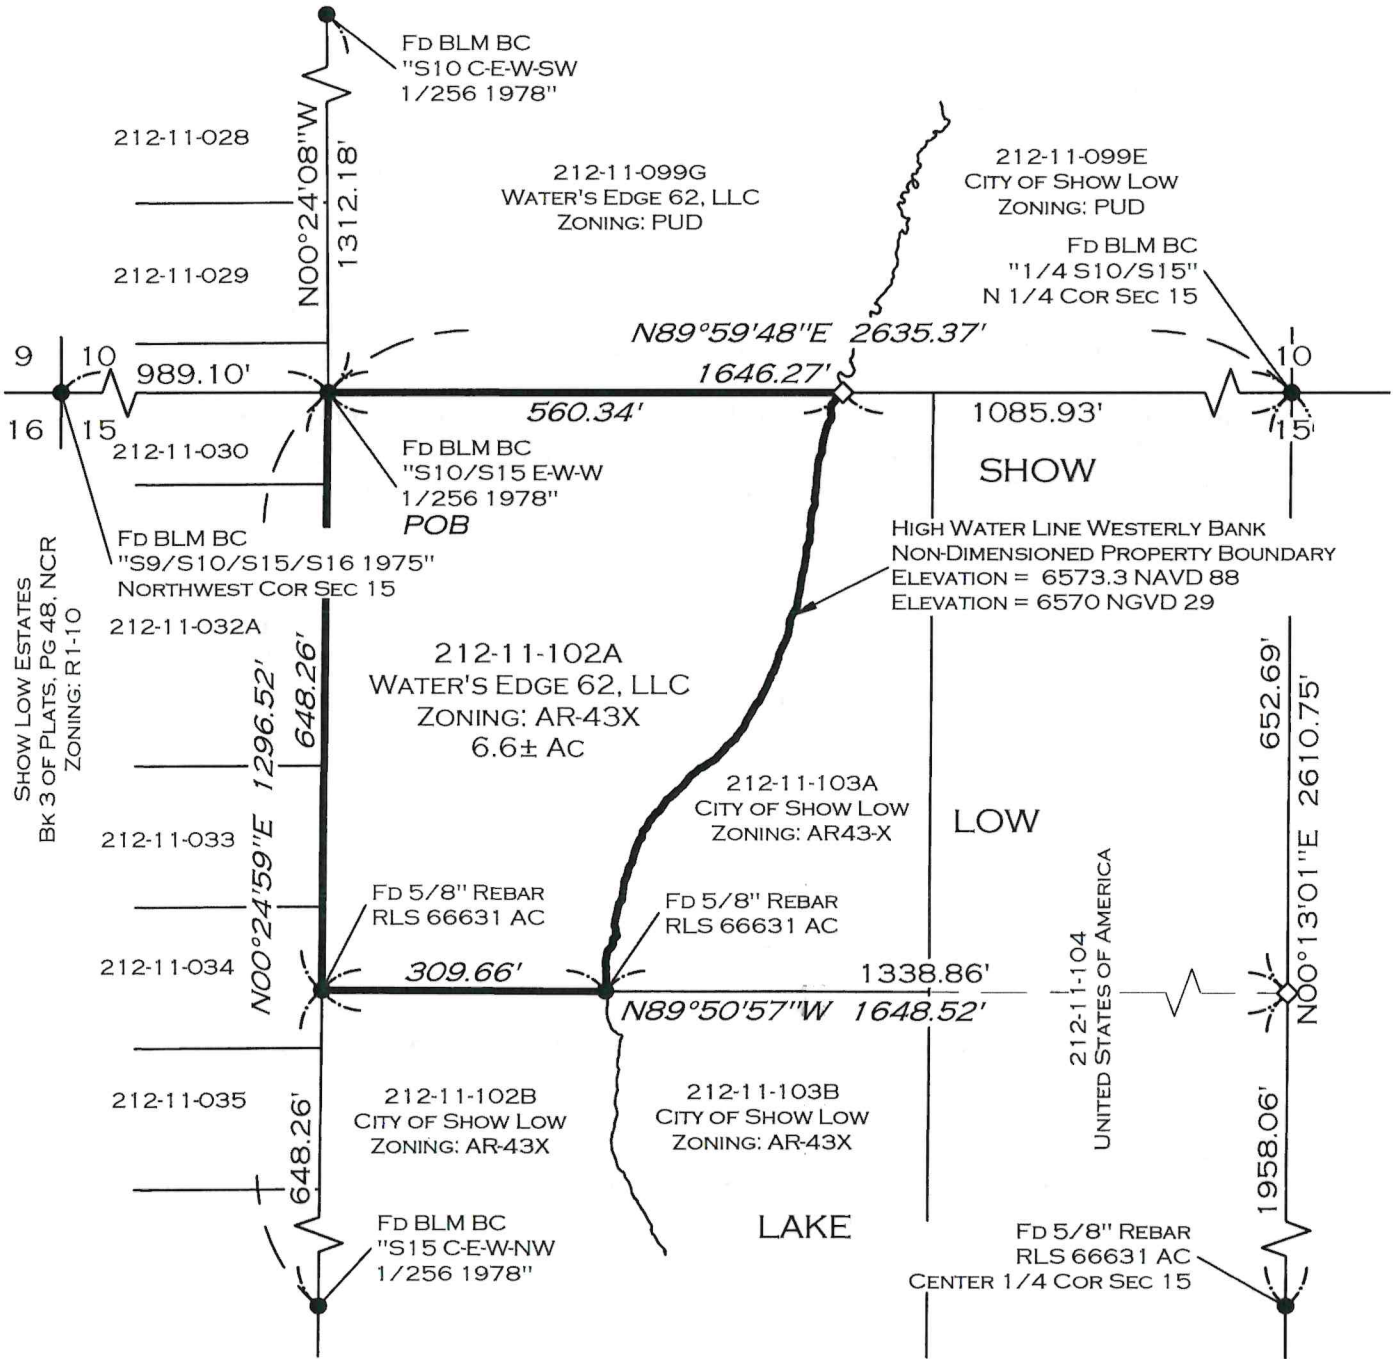 FD BLM BC
"S10 C-E-W-SW
1/256 1978"
N00°24'08"W
1312.18'
212-11-028
212-11-099G
WATER'S EDGE 62, LLC
ZONING: PUD
212-11-099E
CITY OF SHOW LOW
ZONING: PUD
FD BLM BC
"1/4 S10/S15"
N 1/4 COR SEC 15
212-11-029
N89°59'48"E 2635.37'
9
10
989.10'
1646.27'
10
16
15
560.34'
1085.93'
15
212-11-030
FD BLM BC
"S10/S15 E-W-W
1/256 1978"
POB
SHOW
FD BLM BC
"S9/S10/S15/S16 1975"
NORTHWEST COR SEC 15
HIGH WATER LINE WESTERLY BANK
NON-DIMENSIONED PROPERTY BOUNDARY
ELEVATION = 6573.3 NAVD 88
ELEVATION = 6570 NGVD 29
SHOW LOW ESTATES
BK 3 OF PLATS, PG 48, NCR
ZONING: R1-10
212-11-032A
N00°24'59"E 1296.52'
648.26'
212-11-102A
WATER'S EDGE 62, LLC
ZONING: AR-43X
6.6± AC
652.69'
N00°13'01"E 2610.75'
212-11-103A
CITY OF SHOW LOW
ZONING: AR43-X
LOW
212-11-033
FD 5/8" REBAR
RLS 66631 AC
FD 5/8" REBAR
RLS 66631 AC
212-11-034
309.66'
1338.86'
N89°50'57"W 1648.52'
212-11-104
UNITED STATES OF AMERICA
212-11-035
648.26'
212-11-102B
CITY OF SHOW LOW
ZONING: AR-43X
212-11-103B
CITY OF SHOW LOW
ZONING: AR-43X
1958.06'
FD BLM BC
"S15 C-E-W-NW
1/256 1978"
LAKE
FD 5/8" REBAR
RLS 66631 AC
CENTER 1/4 COR SEC 15